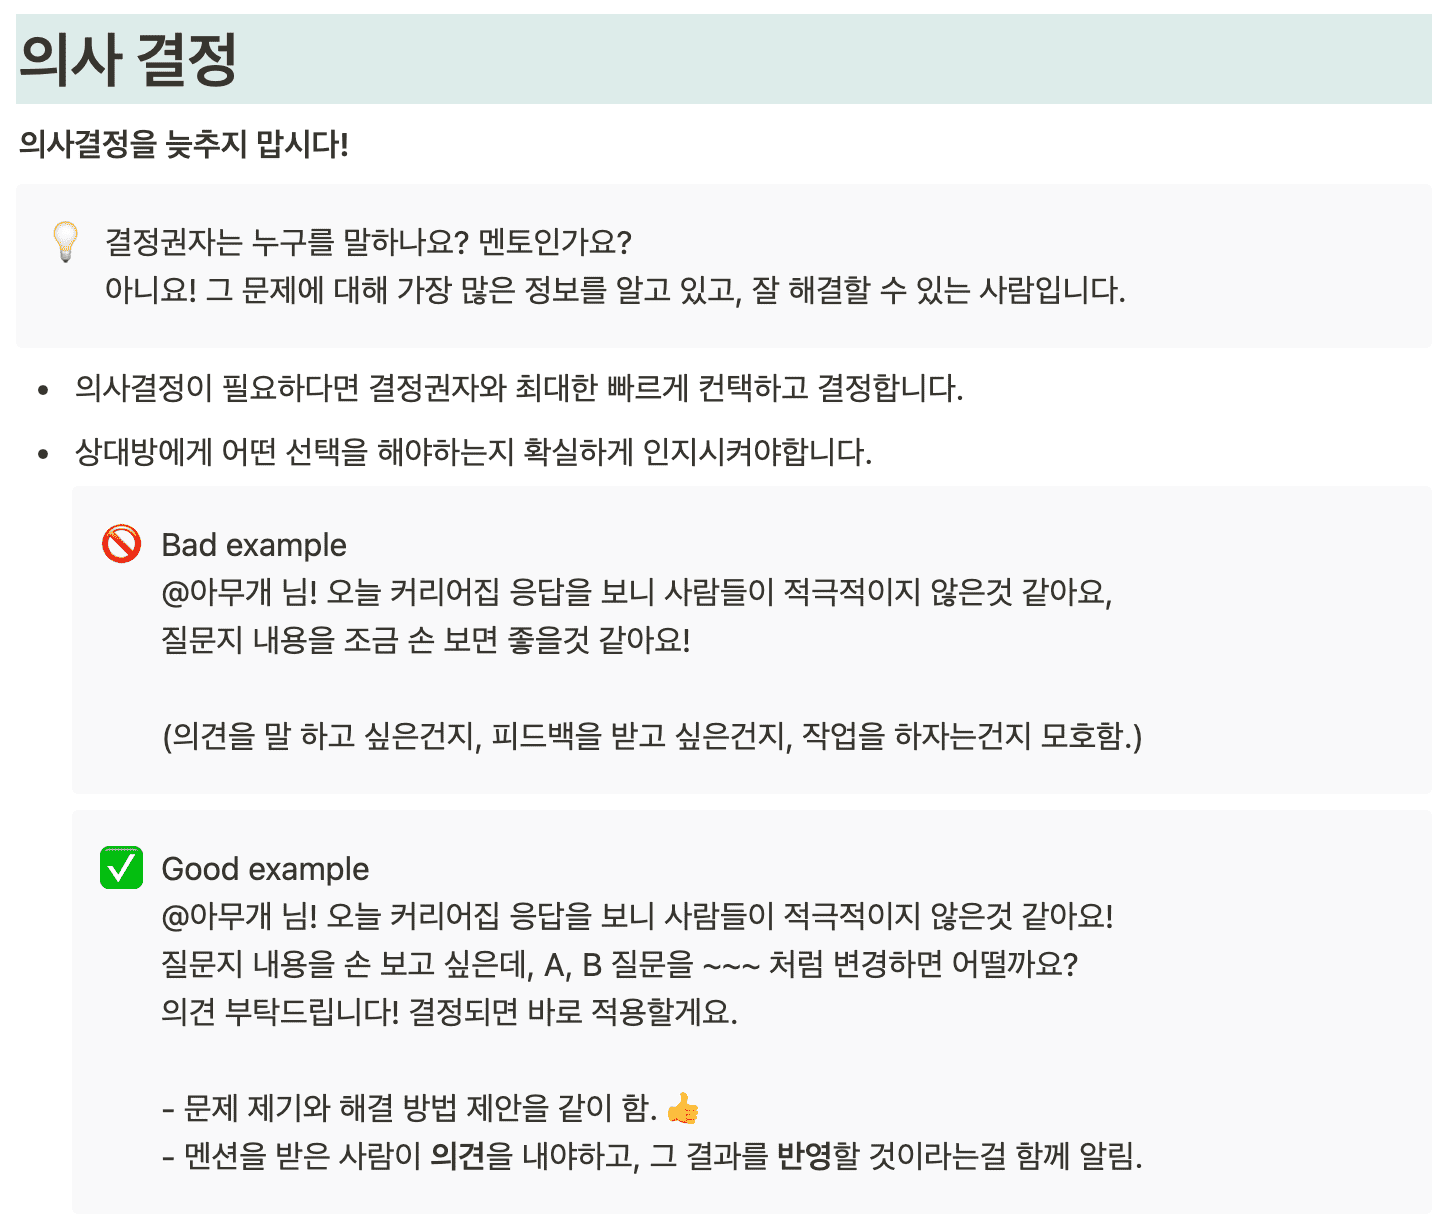 의사 결정
의사결정을 늦추지 맙시다!
💡 결정권자는 누구를 말하나요? 멘토인가요?
아니요! 그 문제에 대해 가장 많은 정보를 알고 있고, 잘 해결할 수 있는 사람입니다.
• 의사결정이 필요하다면 결정권자와 최대한 빠르게 컨택하고 결정합니다.
• 상대방에게 어떤 선택을 해야하는지 확실하게 인지시켜야합니다.
🚫 Bad example
@아무개 님! 오늘 커리어집 응답을 보니 사람들이 적극적이지 않은것 같아요,
질문지 내용을 조금 손 보면 좋을것 같아요!
(의견을 말 하고 싶은건지, 피드백을 받고 싶은건지, 작업을 하자는건지 모호함.)
✅ Good example
@아무개 님! 오늘 커리어집 응답을 보니 사람들이 적극적이지 않은것 같아요!
질문지 내용을 손 보고 싶은데, A, B 질문을 ~~~ 처럼 변경하면 어떨까요?
의견 부탁드립니다! 결정되면 바로 적용할게요.
- 문제 제기와 해결 방법 제안을 같이 함. 👍
- 멘션을 받은 사람이 의견을 내야하고, 그 결과를 반영할 것이라는걸 함께 알림.